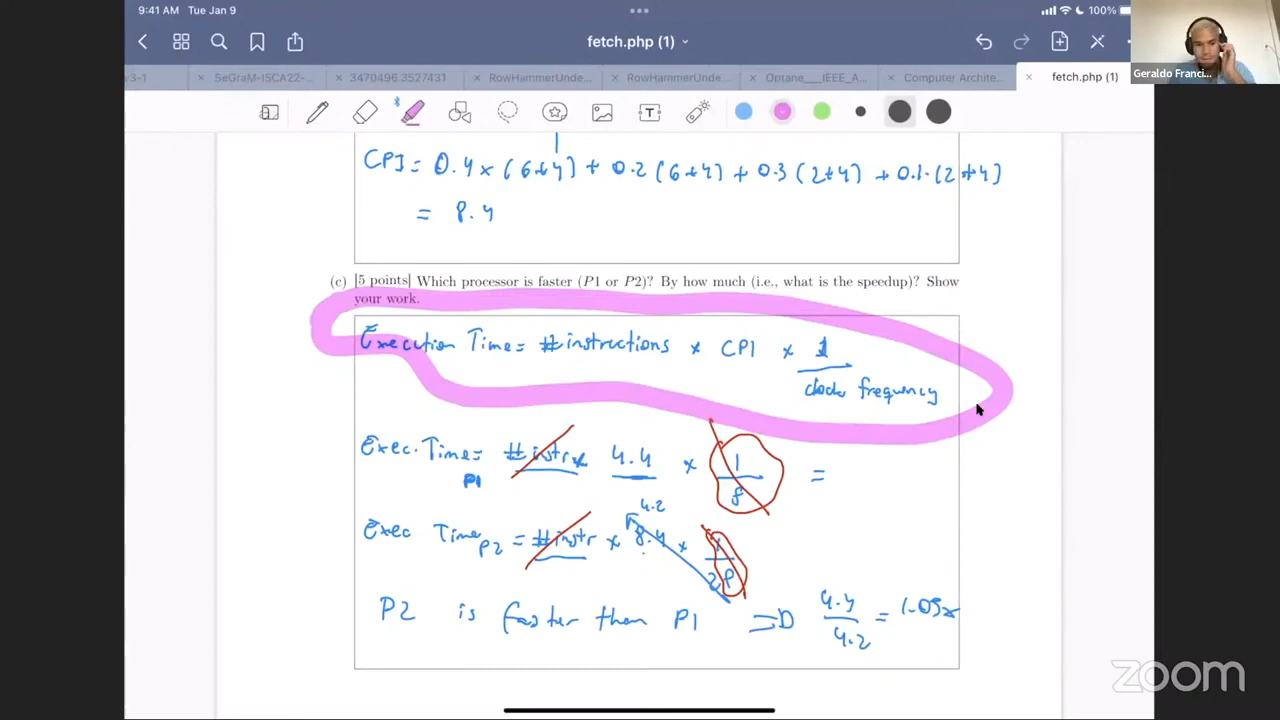 9:41 AM Tue Jan 9
100%
fetch.php (1)
Geraldo Franci...
v3-1
SeGraM-ISCA22-...
3470496.3527431
RowHammerUnde...
RowHammerUnde...
Optane___IEEE_A...
Computer Archite...
fetch.php (1)
CPI = 0.4 × (6+4) + 0.2 (6+4) + 0.3 (2+4) + 0.1·(2+4)
= 8.4
(c) [5 points] Which processor is faster (P1 or P2)? By how much (i.e., what is the speedup)? Show
your work.
Execution Time = #instructions × CPI × 1
clock frequency
Exec. Time P1 = #instr × 4.4 × 1/f =
4.2
Exec Time P2 = #instr × 8.4 × 1/2f
P2 is faster then P1 => 4.4/4.2 = 1.05x
zoom